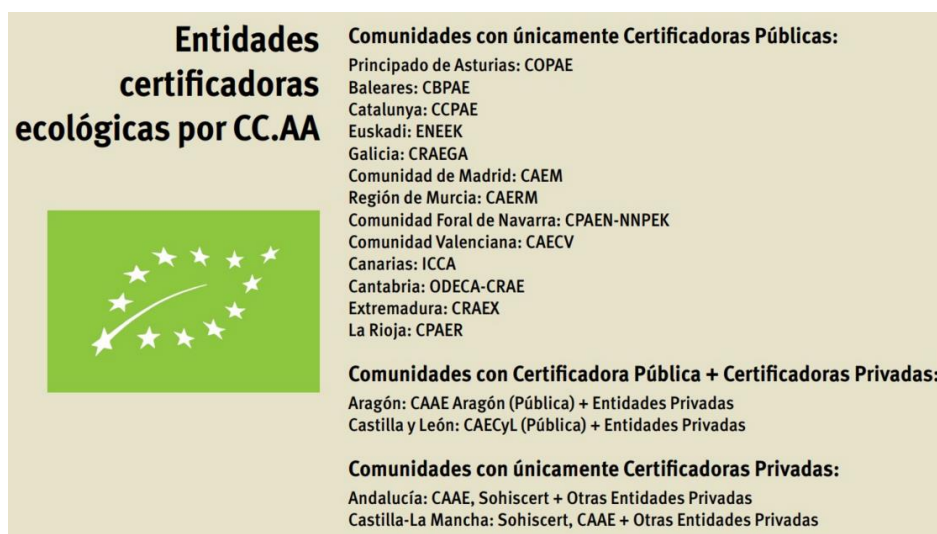 Entidades
certificadoras
ecológicas por CC.AA
Comunidades con únicamente Certificadoras Públicas:
Principado de Asturias: COPAE
Baleares: CBPAE
Catalunya: CCPAE
Euskadi: ENEEK
Galicia: CRAEGA
Comunidad de Madrid: CAEM
Región de Murcia: CAERM
Comunidad Foral de Navarra: CPAEN-NNPEK
Comunidad Valenciana: CAECV
Canarias: ICCA
Cantabria: ODECA-CRAE
Extremadura: CRAEX
La Rioja: CPAER
Comunidades con Certificadora Pública + Certificadoras Privadas:
Aragón: CAAE Aragón (Pública) + Entidades Privadas
Castilla y León: CAECyL (Pública) + Entidades Privadas
Comunidades con únicamente Certificadoras Privadas:
Andalucía: CAAE, Sohiscert + Otras Entidades Privadas
Castilla-La Mancha: Sohiscert, CAAE + Otras Entidades Privadas